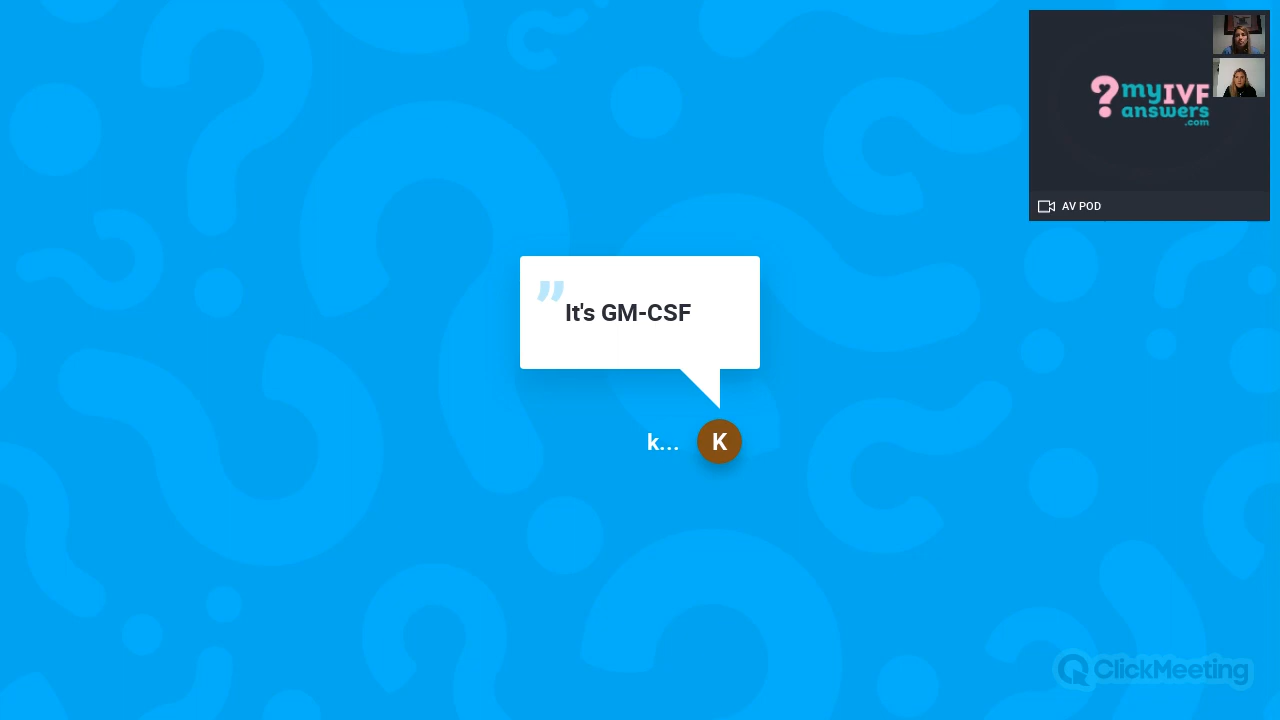 ?myIVF
answers
.com
AV POD
" It's GM-CSF
k... K
ClickMeeting